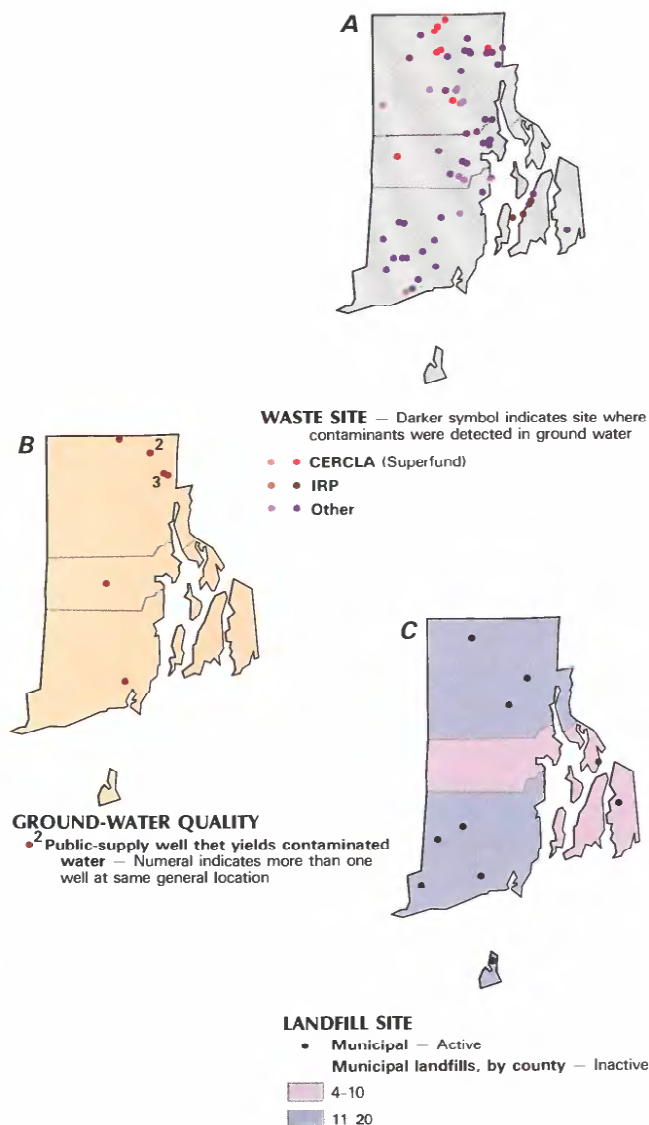 A
WASTE SITE — Darker symbol indicates site where
contaminants were detected in ground water
CERCLA (Superfund)
IRP
Other
B
2
3
GROUND-WATER QUALITY
2 Public-supply well thet yields contaminated
water — Numeral indicates more than one
well at same general location
C
LANDFILL SITE
Municipal — Active
Municipal landfills, by county — Inactive
4-10
11 20